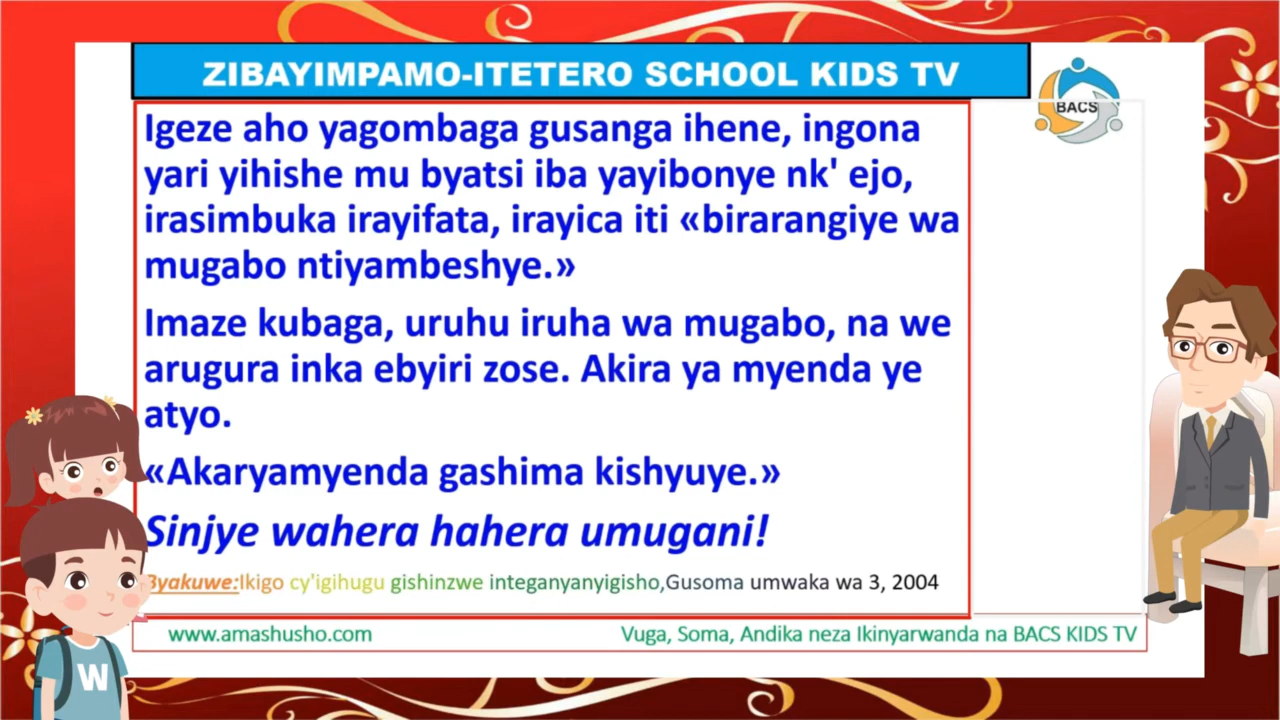 ZIBAYIMPAMO-ITETERO SCHOOL KIDS TV
BACS
Igeze aho yagombaga gusanga ihene, ingona
yari yihishe mu byatsi iba yayibonye nk' ejo,
irasimbuka irayifata, irayica iti «birarangiye wa
mugabo ntiyambeshye.»
Imaze kubaga, uruhu iruha wa mugabo, na we
arugura inka ebyiri zose. Akira ya myenda ye
atyo.
«Akaryamyenda gashima kishyuye.»
Sinjye wahera hahera umugani!
Byakuwe:Ikigo cy'igihugu gishinzwe integanyanyigisho,Gusoma umwaka wa 3, 2004
www.amashusho.com
Vuga, Soma, Andika neza Ikinyarwanda na BACS KIDS TV
W